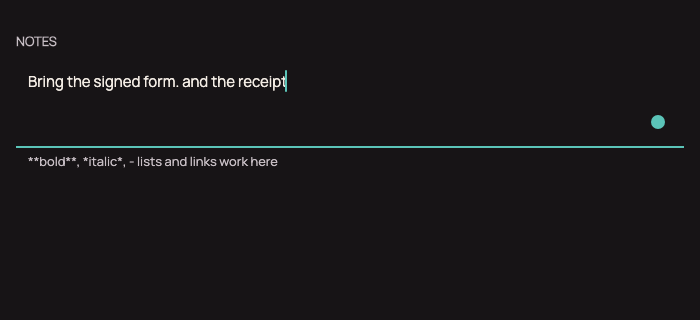 NOTES
Bring the signed form. and the receipt
**bold**, *italic*, - lists and links work here